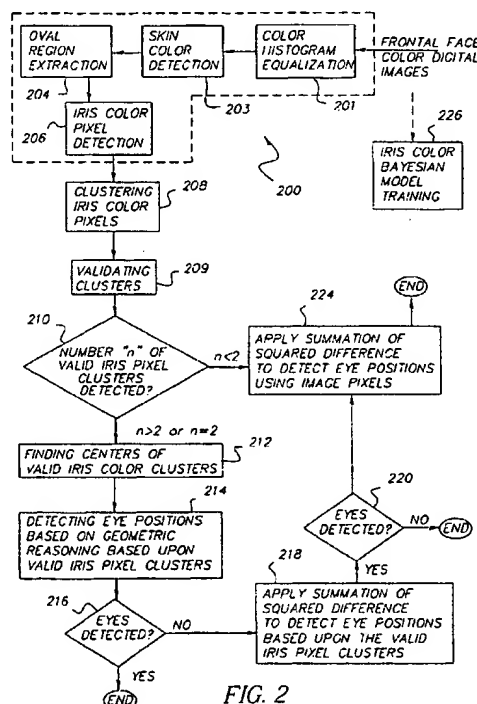 OVAL
REGION
EXTRACTION
204
SKIN
COLOR
DETECTION
203
COLOR
HISTOGRAM
EQUALIZATION
201
FRONTAL FACE
COLOR DIGITAL
IMAGES
206
IRIS COLOR
PIXEL
DETECTION
226
IRIS COLOR
BAYESIAN
MODEL
TRAINING
200
208
CLUSTERING
IRIS COLOR
PIXELS
209
VALIDATING
CLUSTERS
210
NUMBER "n" OF
VALID IRIS PIXEL
CLUSTERS
DETECTED?
n<2
n>2 or n=2
END
224
APPLY SUMMATION OF
SQUARED DIFFERENCE
TO DETECT EYE POSITIONS
USING IMAGE PIXELS
212
FINDING CENTERS OF
VALID IRIS COLOR CLUSTERS
214
DETECTING EYE POSITIONS
BASED ON GEOMETRIC
REASONING BASED UPON
VALID IRIS PIXEL CLUSTERS
220
EYES
DETECTED?
NO
END
YES
216
EYES
DETECTED?
NO
YES
END
218
APPLY SUMMATION OF
SQUARED DIFFERENCE
TO DETECT EYE POSITIONS
BASED UPON THE VALID
IRIS PIXEL CLUSTERS
FIG. 2